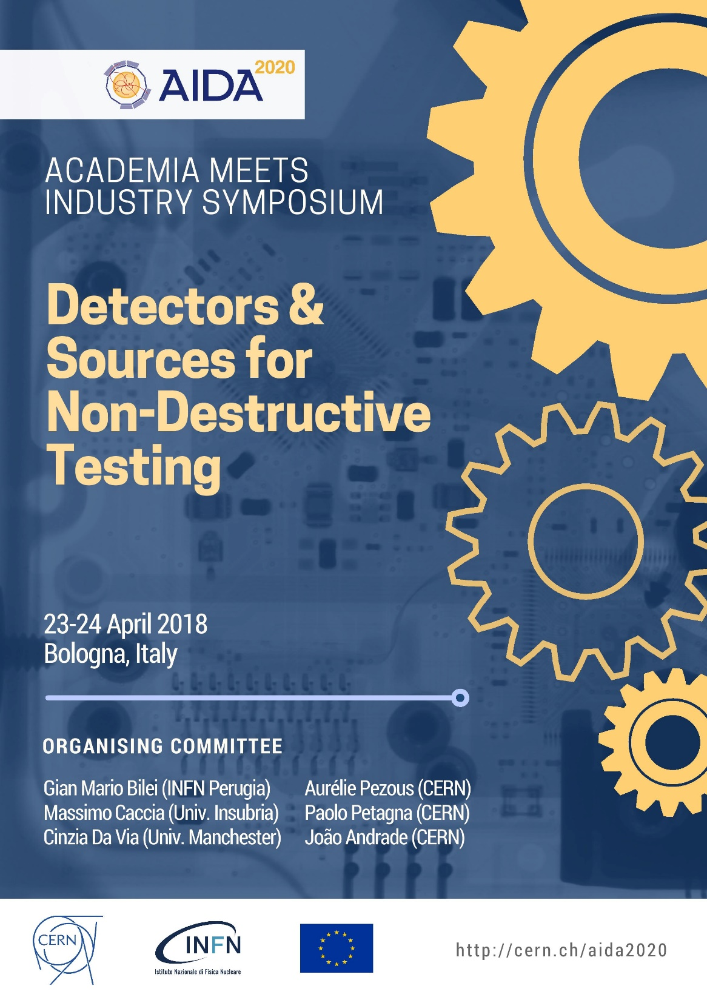 AIDA 2020
ACADEMIA MEETS
INDUSTRY SYMPOSIUM
Detectors &
Sources for
Non-Destructive
Testing
23-24 April 2018
Bologna, Italy
ORGANISING COMMITTEE
Gian Mario Bilei (INFN Perugia)
Massimo Caccia (Univ. Insubria)
Cinzia Da Via (Univ. Manchester)
Aurélie Pezous (CERN)
Paolo Petagna (CERN)
João Andrade (CERN)
CERN
INFN
Istituto Nazionale di Fisica Nucleare
http://cern.ch/aida2020